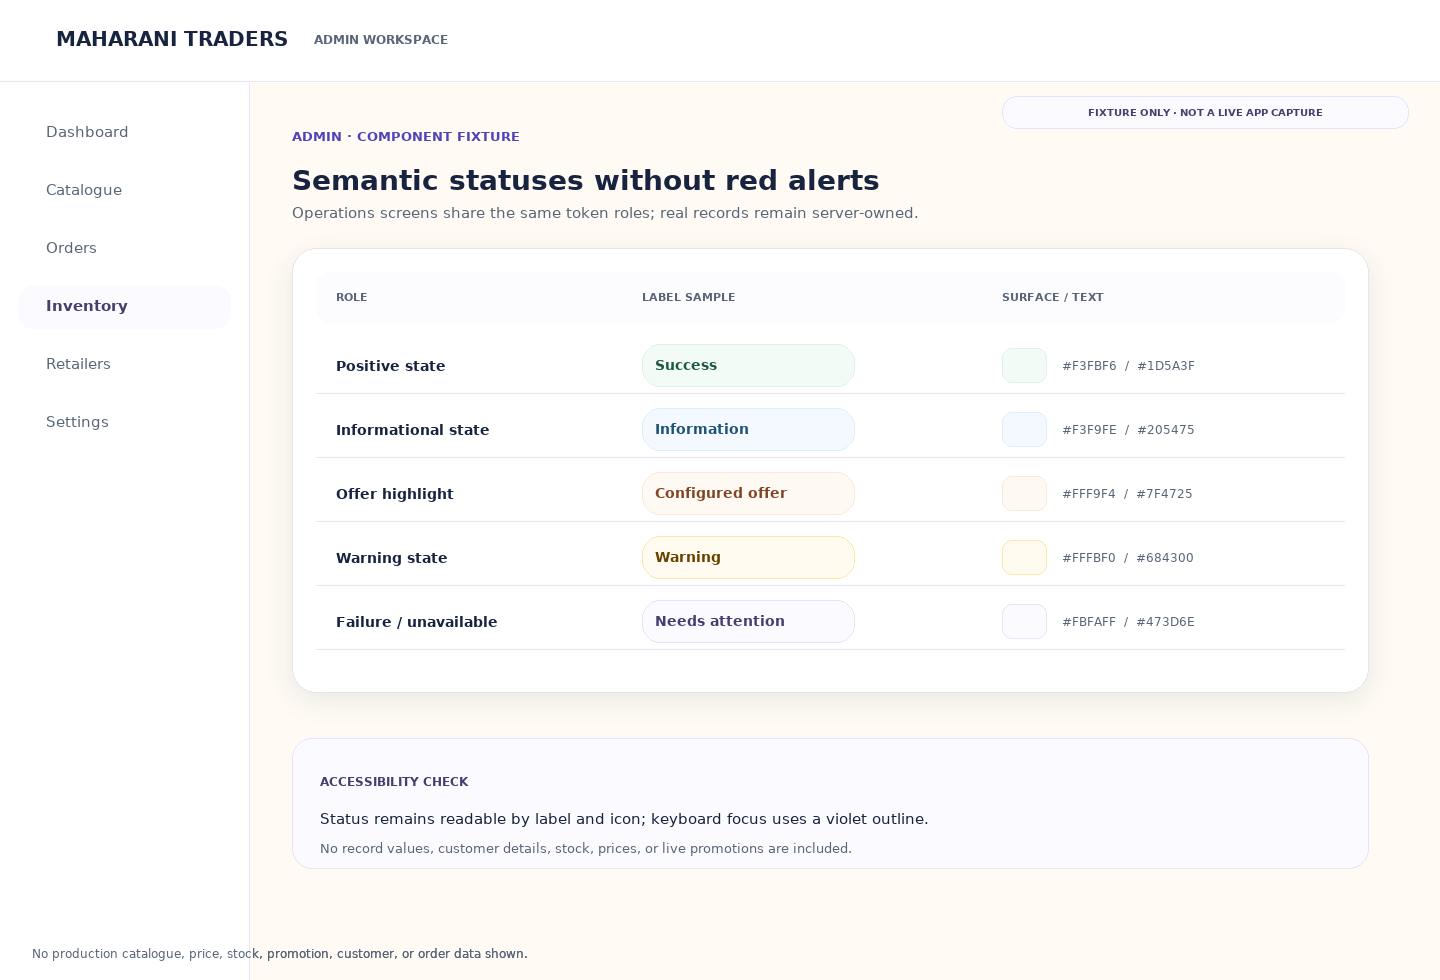 MAHARANI TRADERS ADMIN WORKSPACE
Dashboard
Catalogue
Orders
Inventory
Retailers
Settings
FIXTURE ONLY · NOT A LIVE APP CAPTURE
ADMIN · COMPONENT FIXTURE
Semantic statuses without red alerts
Operations screens share the same token roles; real records remain server-owned.
ROLE LABEL SAMPLE SURFACE / TEXT
Positive state Success #F3FBF6 / #1D5A3F
Informational state Information #F3F9FE / #205475
Offer highlight Configured offer #FFF9F4 / #7F4725
Warning state Warning #FFFBF0 / #684300
Failure / unavailable Needs attention #FBFAFF / #473D6E
ACCESSIBILITY CHECK
Status remains readable by label and icon; keyboard focus uses a violet outline.
No record values, customer details, stock, prices, or live promotions are included.
No production catalogue, price, stock, promotion, customer, or order data shown.